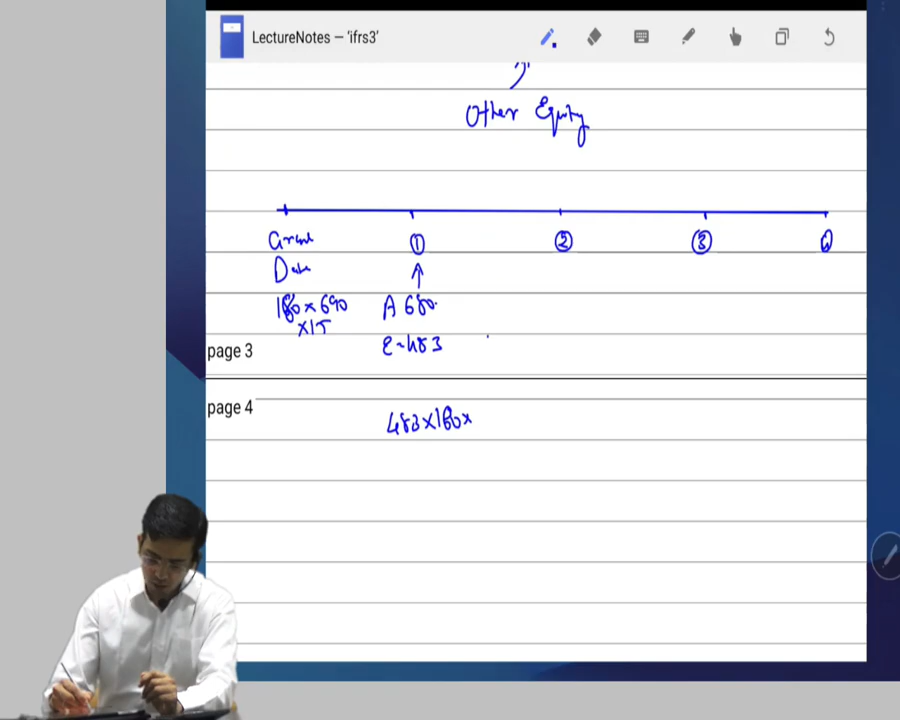 LectureNotes – 'ifrs3'
Other Equity
Grant ① ② ③ ④
Date
180 x 690 A 680
x 15
page 3 E - 483
page 4
483 x 180 x